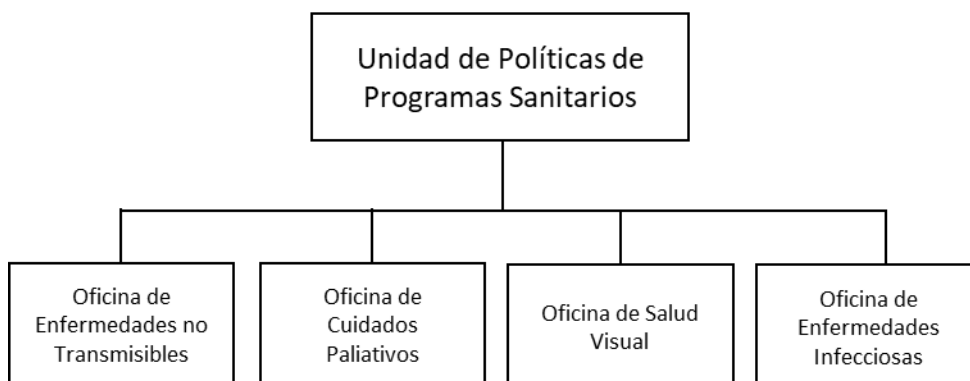 Unidad de Políticas de
Programas Sanitarios
Oficina de
Enfermedades no
Transmisibles
Oficina de
Cuidados
Paliativos
Oficina de Salud
Visual
Oficina de
Enfermedades
Infecciosas